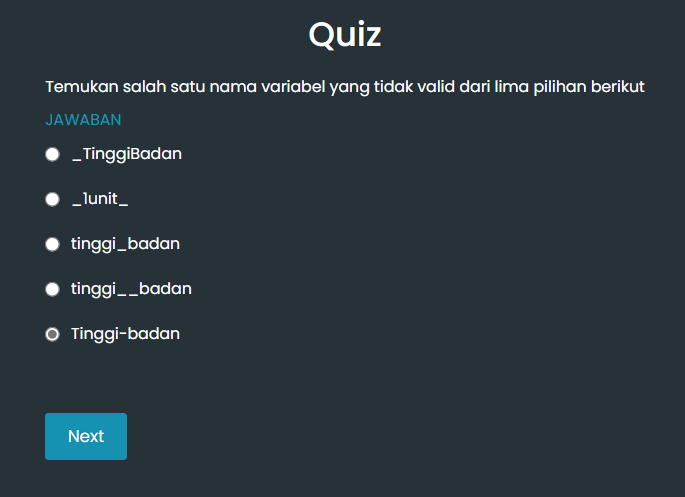 Quiz
Temukan salah satu nama variabel yang tidak valid dari lima pilihan berikut
JAWABAN
_TinggiBadan
_1unit_
tinggi_badan
tinggi__badan
Tinggi-badan
Next